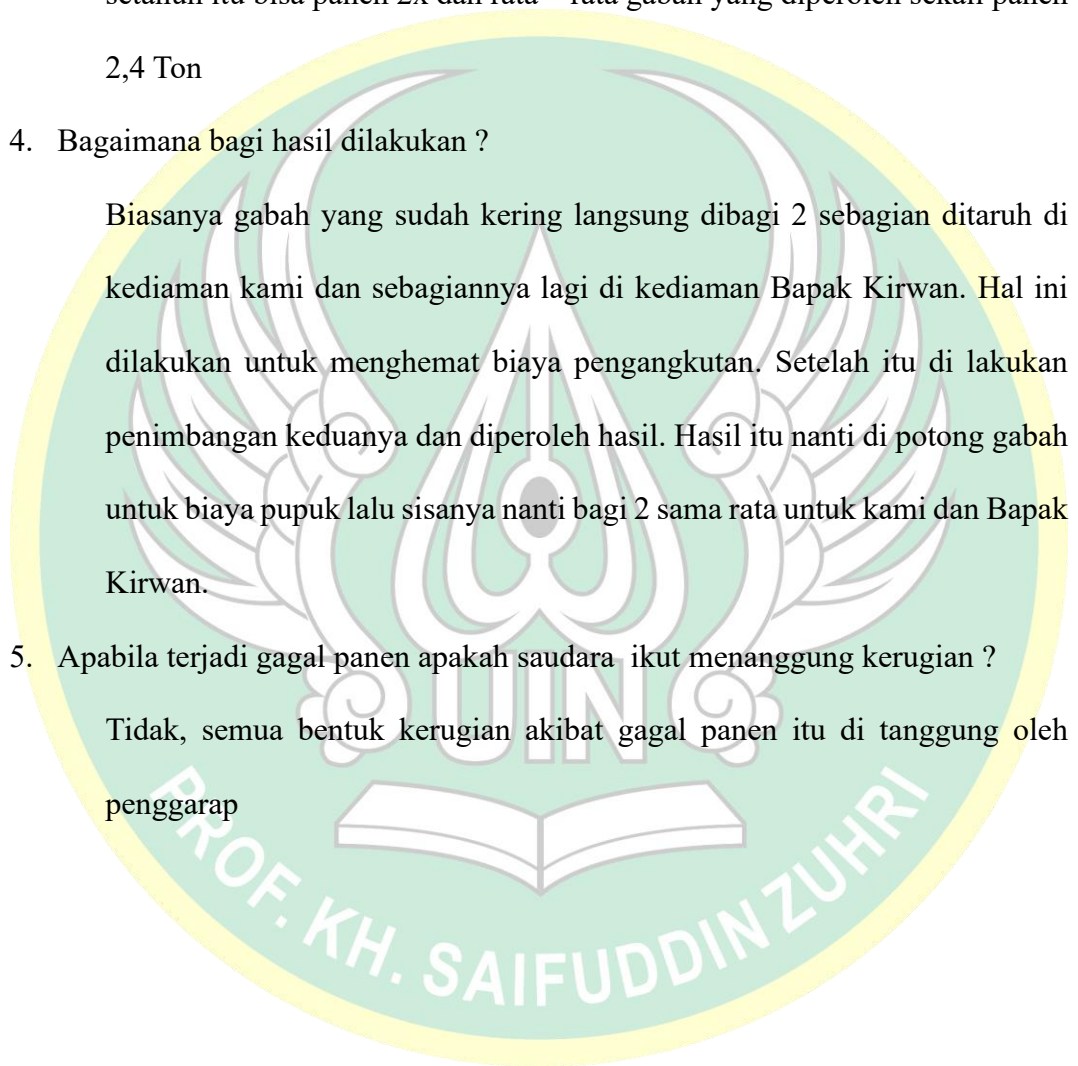 setahun itu bisa panen 2x dan rata – rata gabah yang diperoleh sekali panen
2,4 Ton
4. Bagaimana bagi hasil dilakukan ?
Biasanya gabah yang sudah kering langsung dibagi 2 sebagian ditaruh di
kediaman kami dan sebagiannya lagi di kediaman Bapak Kirwan. Hal ini
dilakukan untuk menghemat biaya pengangkutan. Setelah itu di lakukan
penimbangan keduanya dan diperoleh hasil. Hasil itu nanti di potong gabah
untuk biaya pupuk lalu sisanya nanti bagi 2 sama rata untuk kami dan Bapak
Kirwan.
5. Apabila terjadi gagal panen apakah saudara ikut menanggung kerugian ?
Tidak, semua bentuk kerugian akibat gagal panen itu di tanggung oleh
penggarap
UIN
PROF. KH. SAIFUDDIN ZUHRI